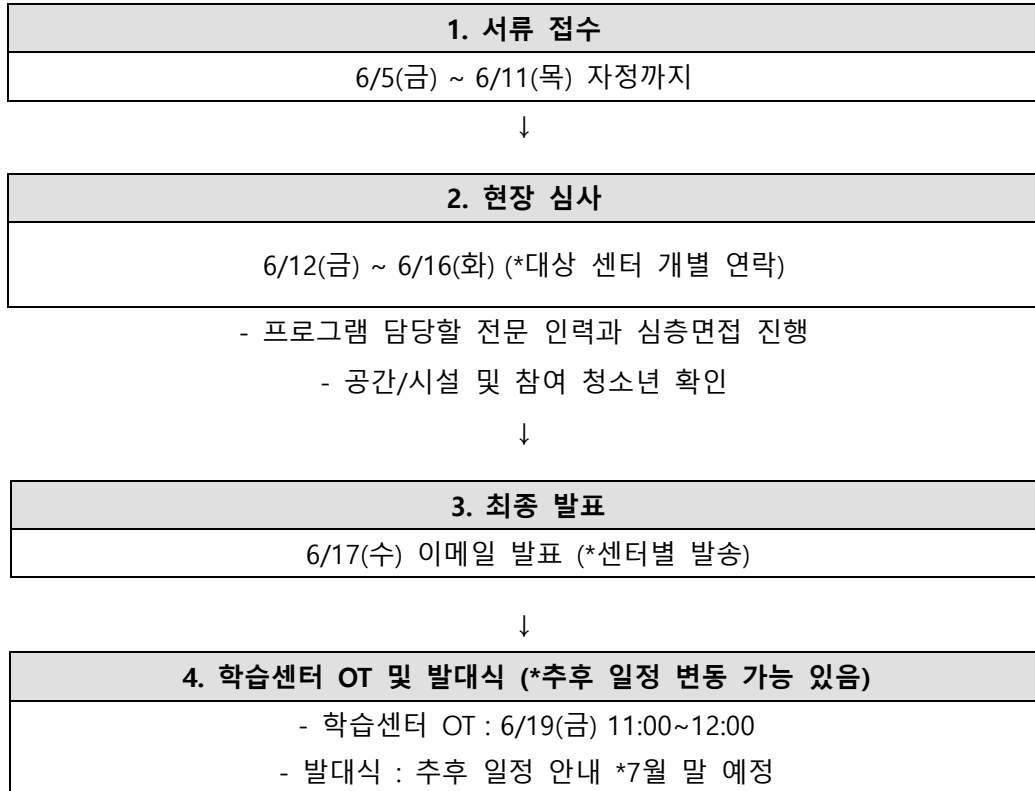 1. 서류 접수
6/5(금) ~ 6/11(목) 자정까지
↓
2. 현장 심사
6/12(금) ~ 6/16(화) (*대상 센터 개별 연락)
- 프로그램 담당할 전문 인력과 심층면접 진행
- 공간/시설 및 참여 청소년 확인
↓
3. 최종 발표
6/17(수) 이메일 발표 (*센터별 발송)
↓
4. 학습센터 OT 및 발대식 (*추후 일정 변동 가능 있음)
- 학습센터 OT : 6/19(금) 11:00~12:00
- 발대식 : 추후 일정 안내 *7월 말 예정